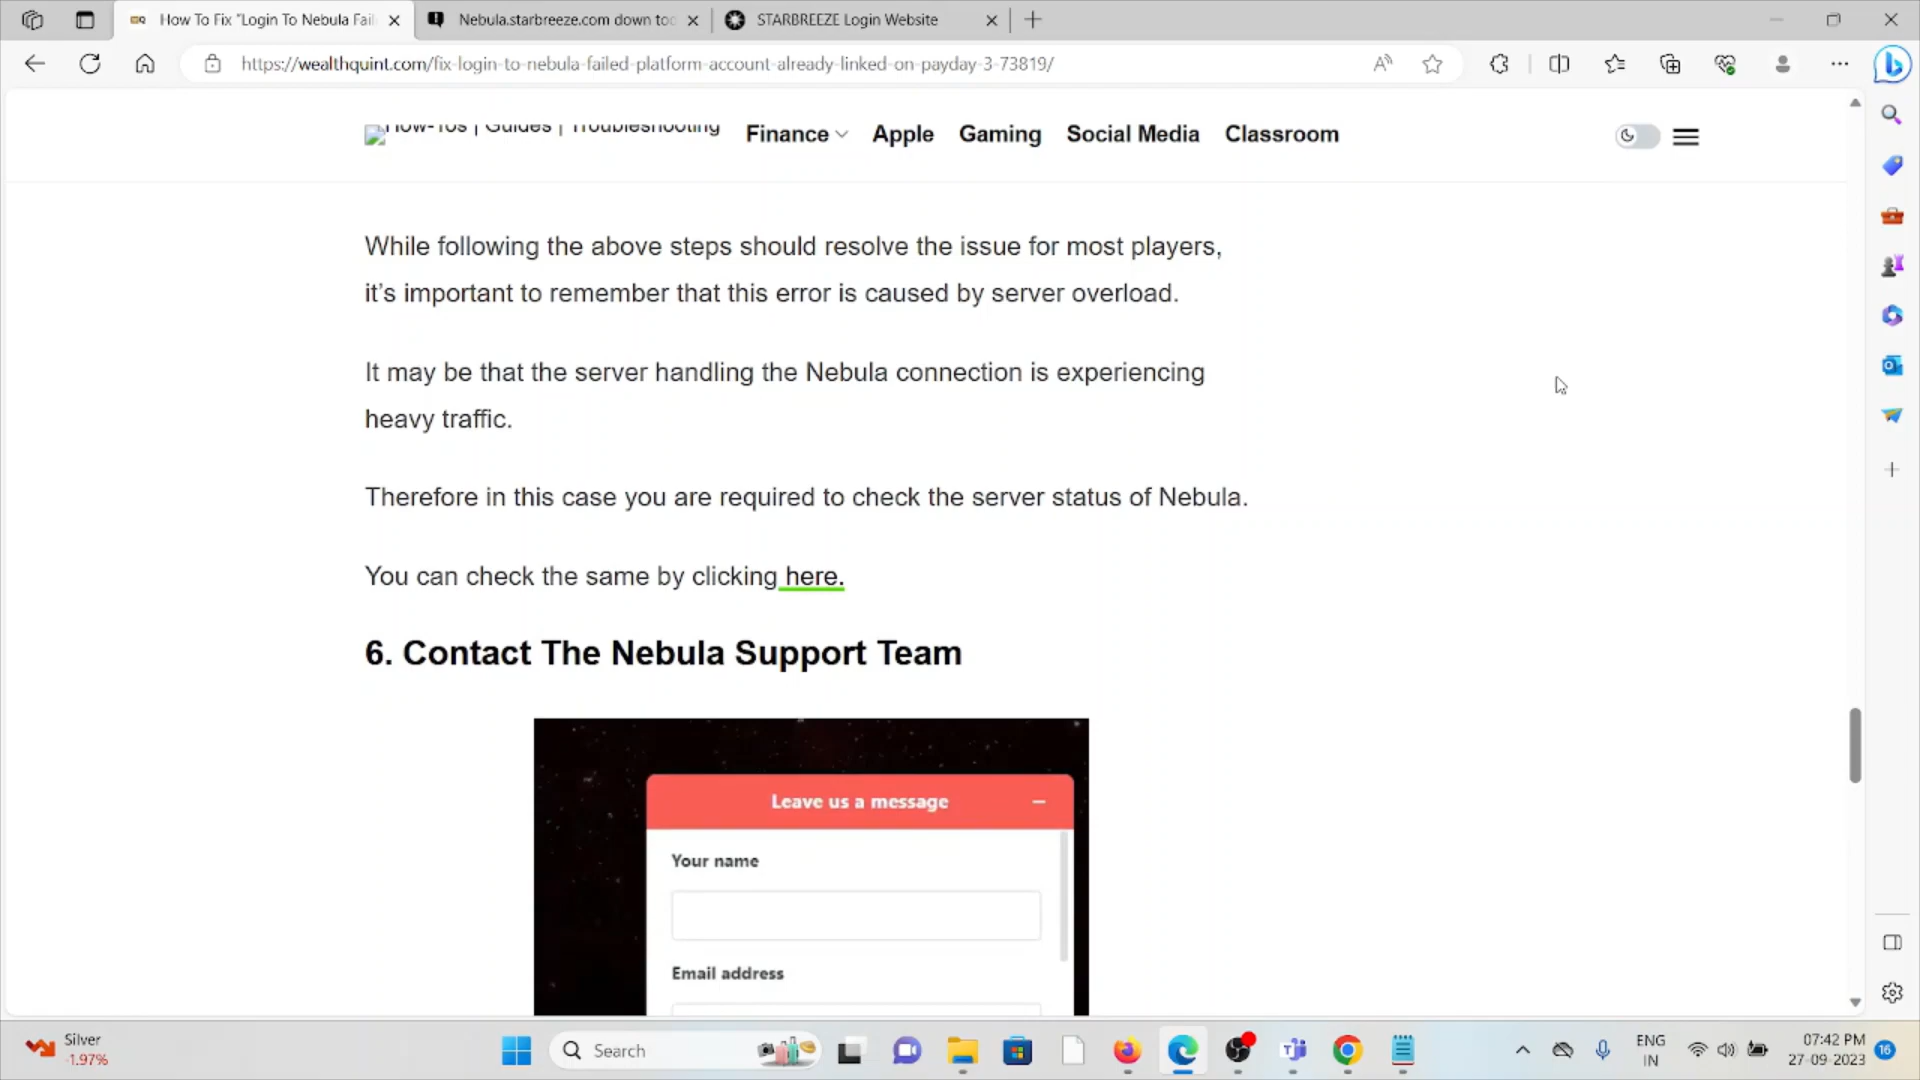 How To Fix "Login To Nebula Fail
Nebula.starbreeze.com down too
STARBREEZE Login Website
https://wealthquint.com/fix-login-to-nebula-failed-platform-account-already-linked-on-payday-3-73819/
How-Tos | Guides | Troubleshooting
Finance
Apple
Gaming
Social Media
Classroom
While following the above steps should resolve the issue for most players,
it's important to remember that this error is caused by server overload.
It may be that the server handling the Nebula connection is experiencing
heavy traffic.
Therefore in this case you are required to check the server status of Nebula.
You can check the same by clicking here.
6. Contact The Nebula Support Team
Leave us a message
Your name
Email address
Silver
-1.97%
Search
ENG
IN
07:42 PM
27-09-2023
16